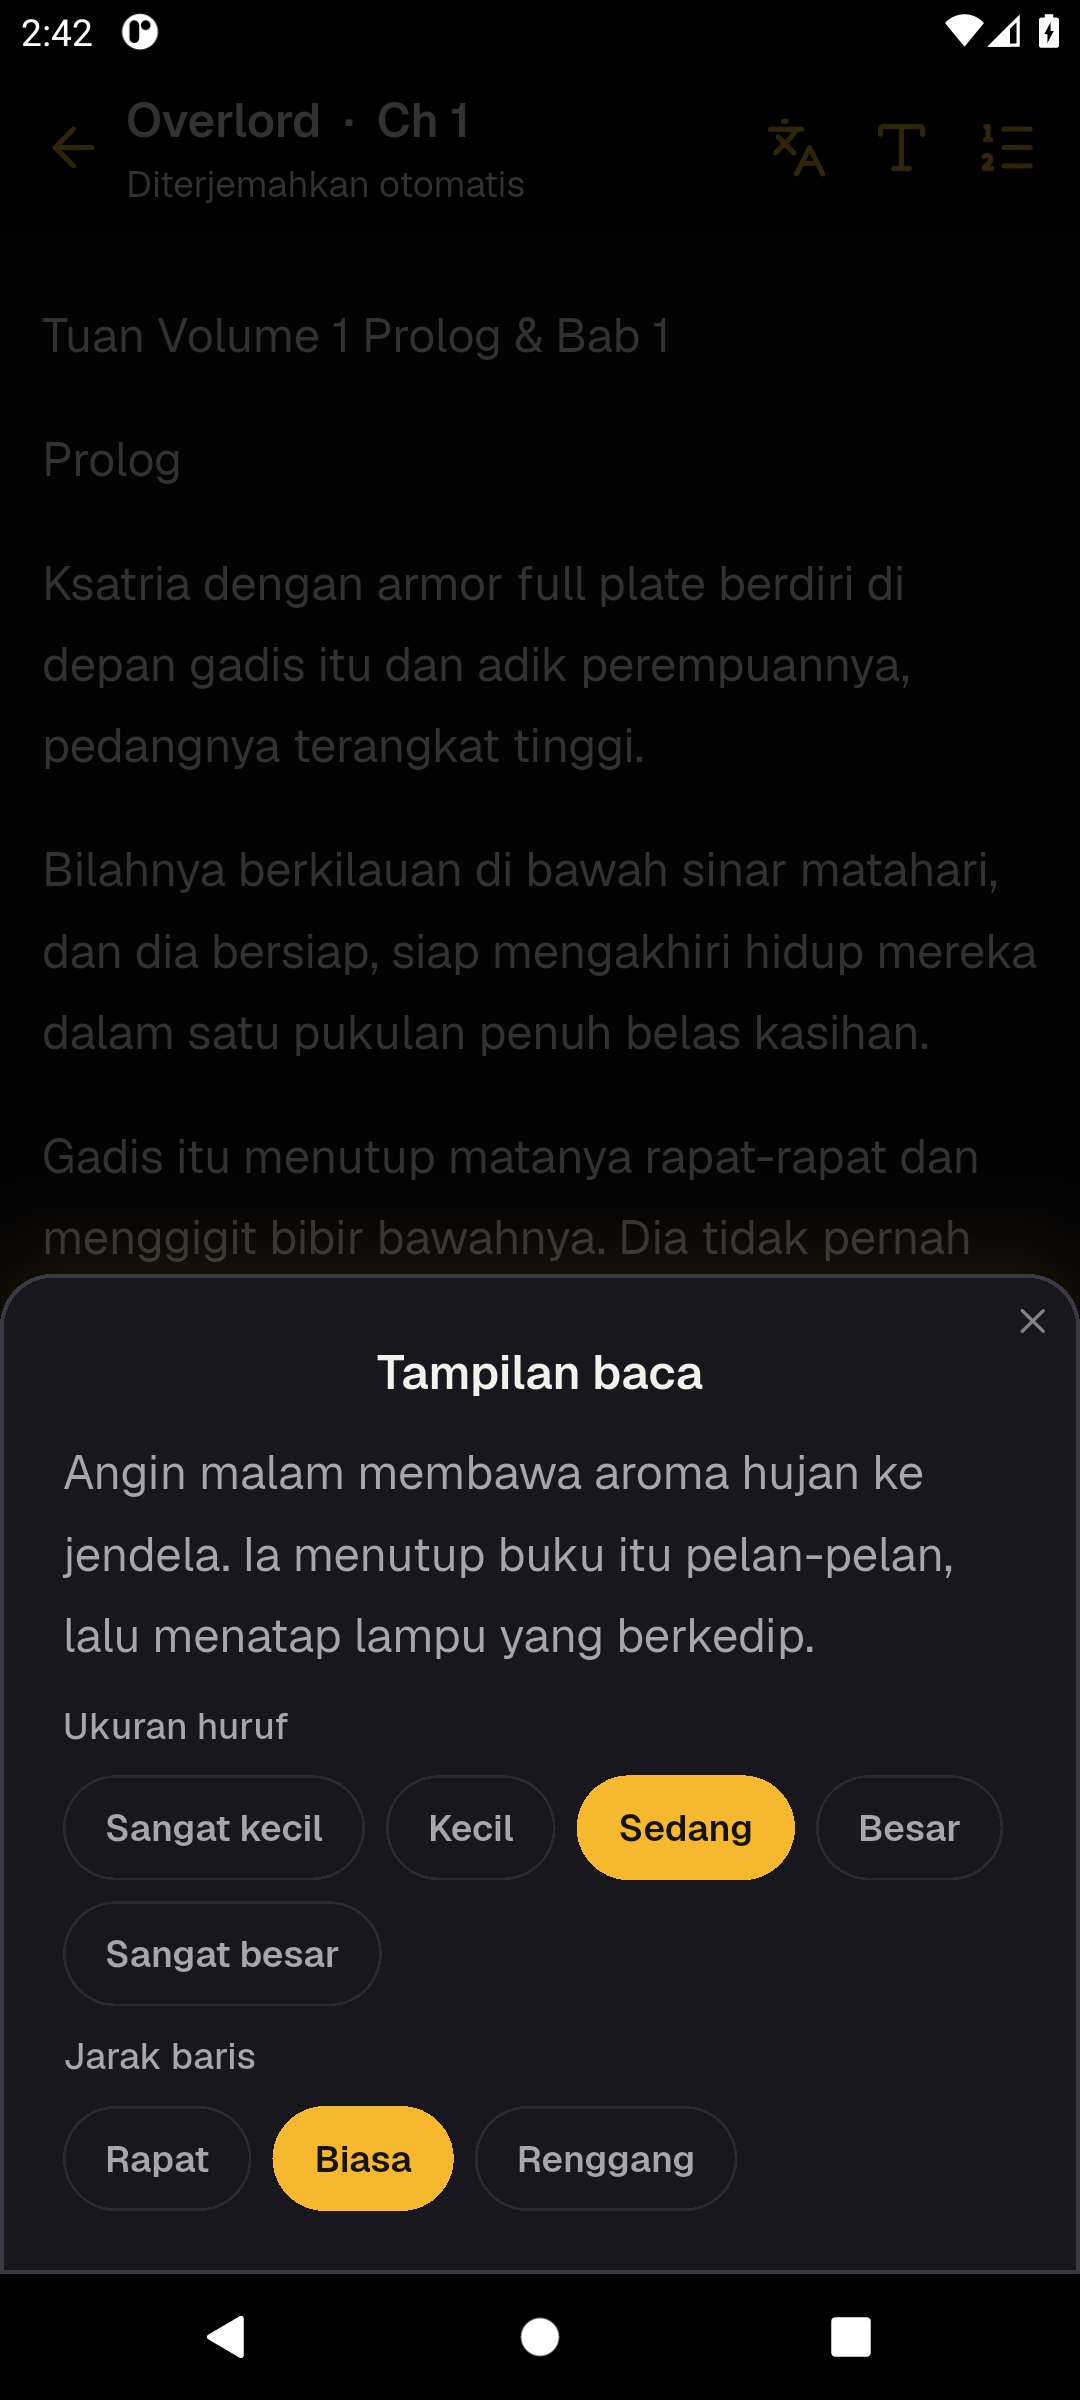 2:42
Overlord · Ch 1
Diterjemahkan otomatis
Tuan Volume 1 Prolog & Bab 1
Prolog
Ksatria dengan armor full plate berdiri di
depan gadis itu dan adik perempuannya,
pedangnya terangkat tinggi.
Bilahnya berkilauan di bawah sinar matahari,
dan dia bersiap, siap mengakhiri hidup mereka
dalam satu pukulan penuh belas kasihan.
Gadis itu menutup matanya rapat-rapat dan
menggigit bibir bawahnya. Dia tidak pernah
Tampilan baca
Angin malam membawa aroma hujan ke
jendela. Ia menutup buku itu pelan-pelan,
lalu menatap lampu yang berkedip.
Ukuran huruf
Sangat kecil Kecil Sedang Besar
Sangat besar
Jarak baris
Rapat Biasa Renggang